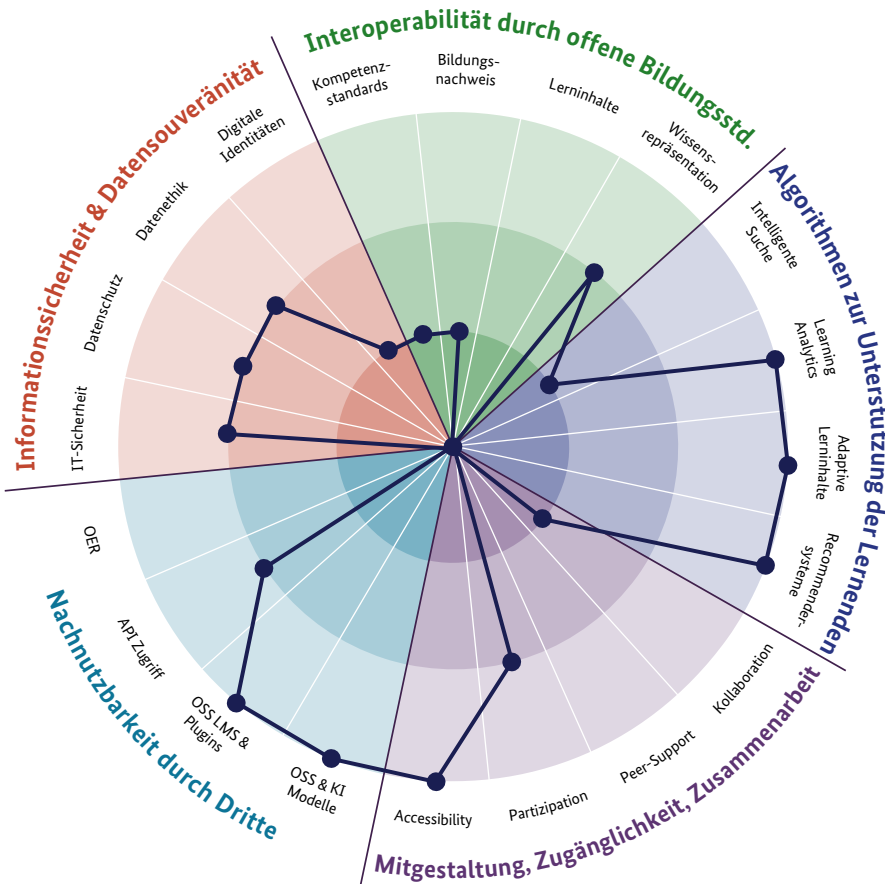 Interoperabilität durch offene Bildungsstd.
Kompetenz-
standards
Bildungs-
nachweis
Lerninhalte
Wissens-
repräsentation
Algorithmen zur Unterstützung der Lernenden
Intelligente
Suche
Learning
Analytics
Adaptive
Lerninhalte
Recommender-
systeme
Mitgestaltung, Zugänglichkeit, Zusammenarbeit
Kollaboration
Peer-Support
Partizipation
Accessibility
Nachnutzbarkeit durch Dritte
OSS & KI
Modelle
OSS LMS &
Plugins
API Zugriff
OER
Informationssicherheit & Datensouveränität
IT-Sicherheit
Datenschutz
Datenethik
Digitale
Identitäten